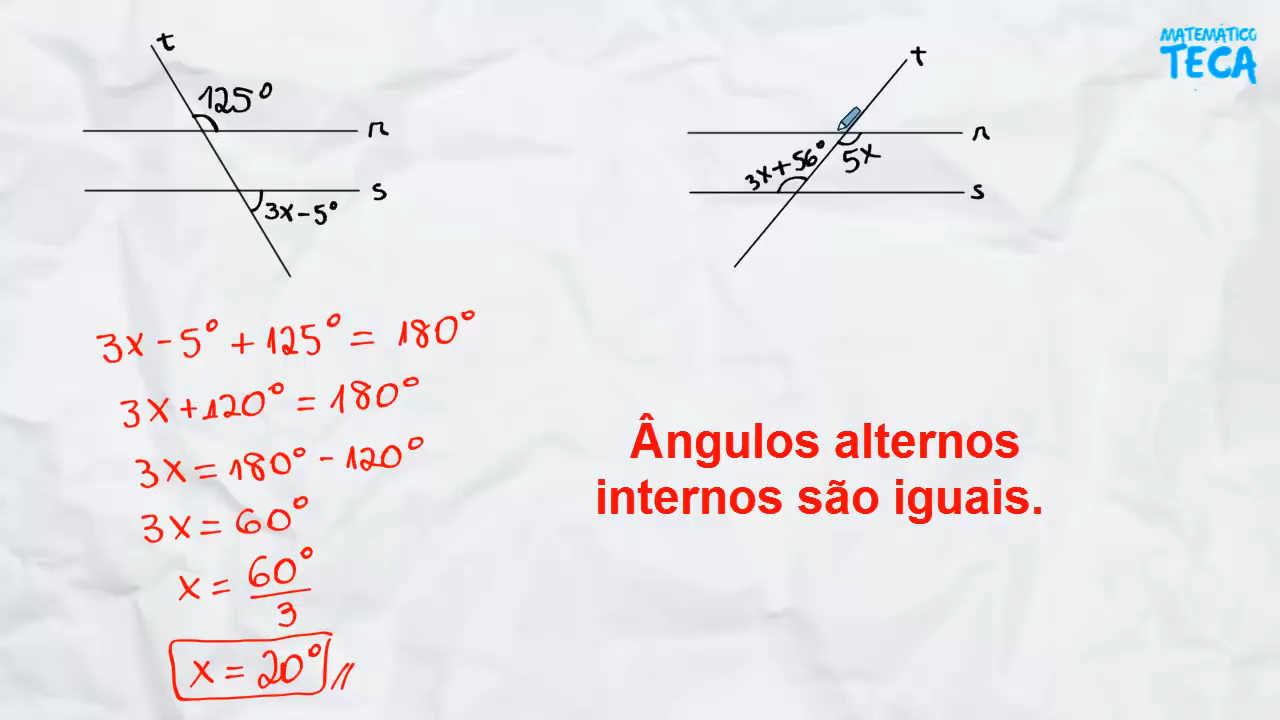 t
125°
r
s
3x-5°
3x-5°+125°=180°
3x+120°=180°
3x=180°-120°
3x=60°
x=60°/3
x=20°//
t
r
3x+56°
5x
s
Ângulos alternos
internos são iguais.
MATEMÁTICO
TECA